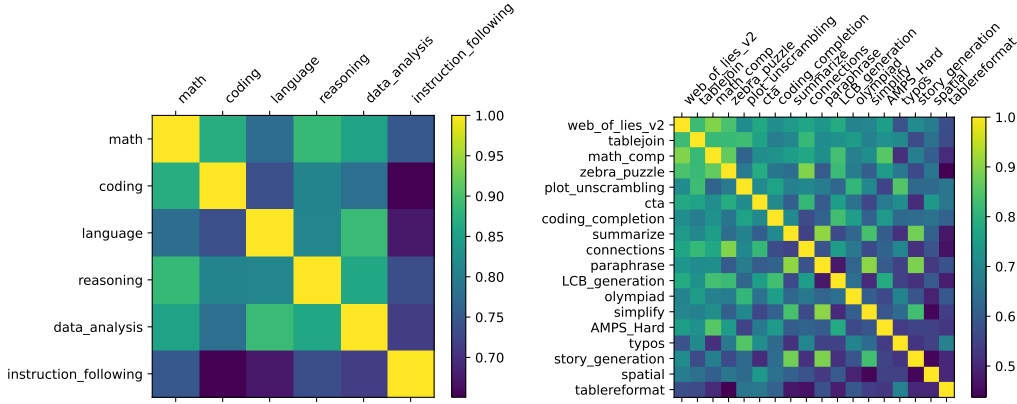 math
coding
language
reasoning
data_analysis
instruction_following
math
coding
language
reasoning
data_analysis
instruction_following
1.00
0.95
0.90
0.85
0.80
0.75
0.70
web_of_lies_v2
tablejoin
math_comp
zebra_puzzle
plot_unscrambling
cta
coding_completion
summarize
connections
paraphrase
LCB_generation
olympiad
simplify
AMPS_Hard
typos
story_generation
spatial
tablereformat
web_of_lies_v2
tablejoin
math_comp
zebra_puzzle
plot_unscrambling
cta
coding_completion
summarize
connections
paraphrase
LCB_generation
olympiad
simplify
AMPS_Hard
typos
story_generation
spatial
tablereformat
1.0
0.9
0.8
0.7
0.6
0.5